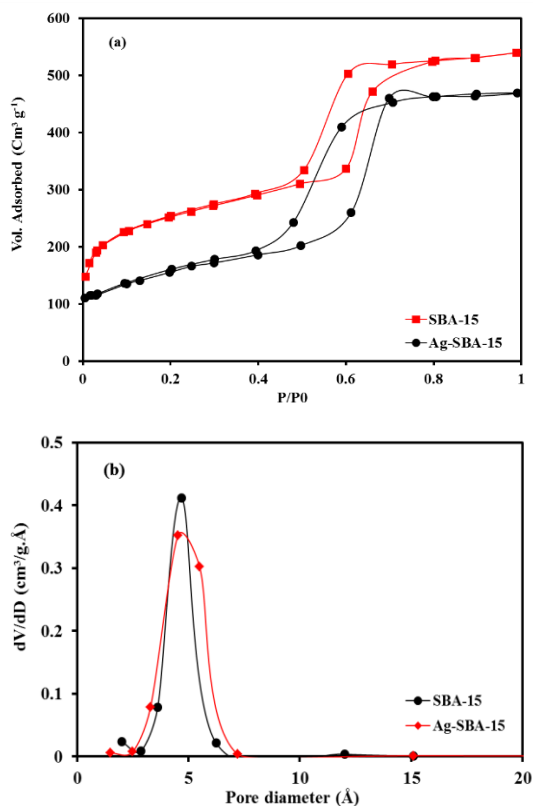 (a)
Vol. Adsorbed (Cm³ g⁻¹)
600
500
400
300
200
100
0
0 0.2 0.4 0.6 0.8 1
P/P0
SBA-15
Ag-SBA-15
(b)
dV/dD (cm³/g.Å)
0.5
0.4
0.3
0.2
0.1
0
0 5 10 15 20
Pore diameter (Å)
SBA-15
Ag-SBA-15